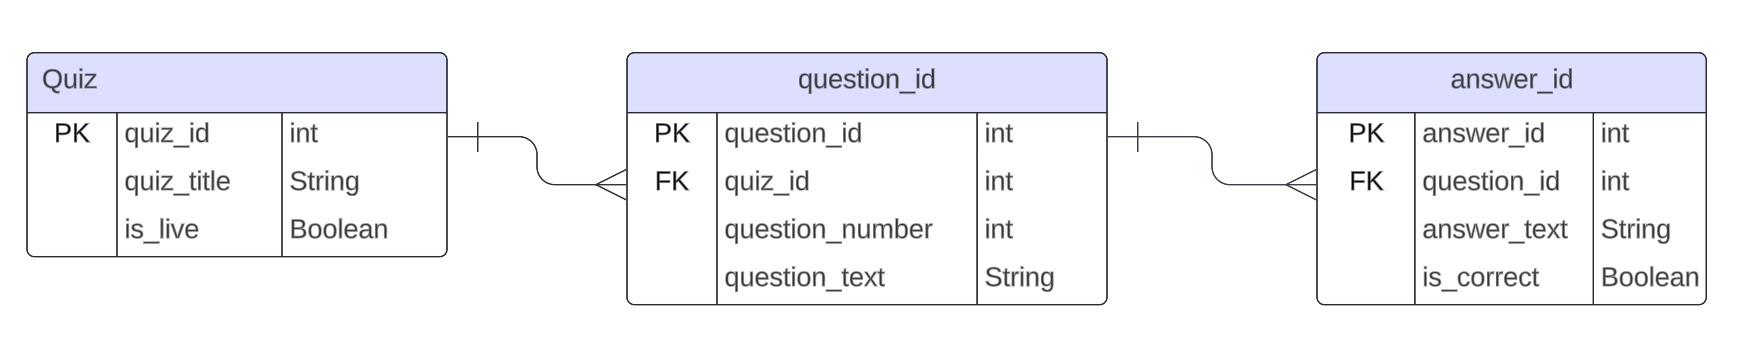 Quiz
PK quiz_id int
quiz_title String
is_live Boolean
question_id
PK question_id int
FK quiz_id int
question_number int
question_text String
answer_id
PK answer_id int
FK question_id int
answer_text String
is_correct Boolean